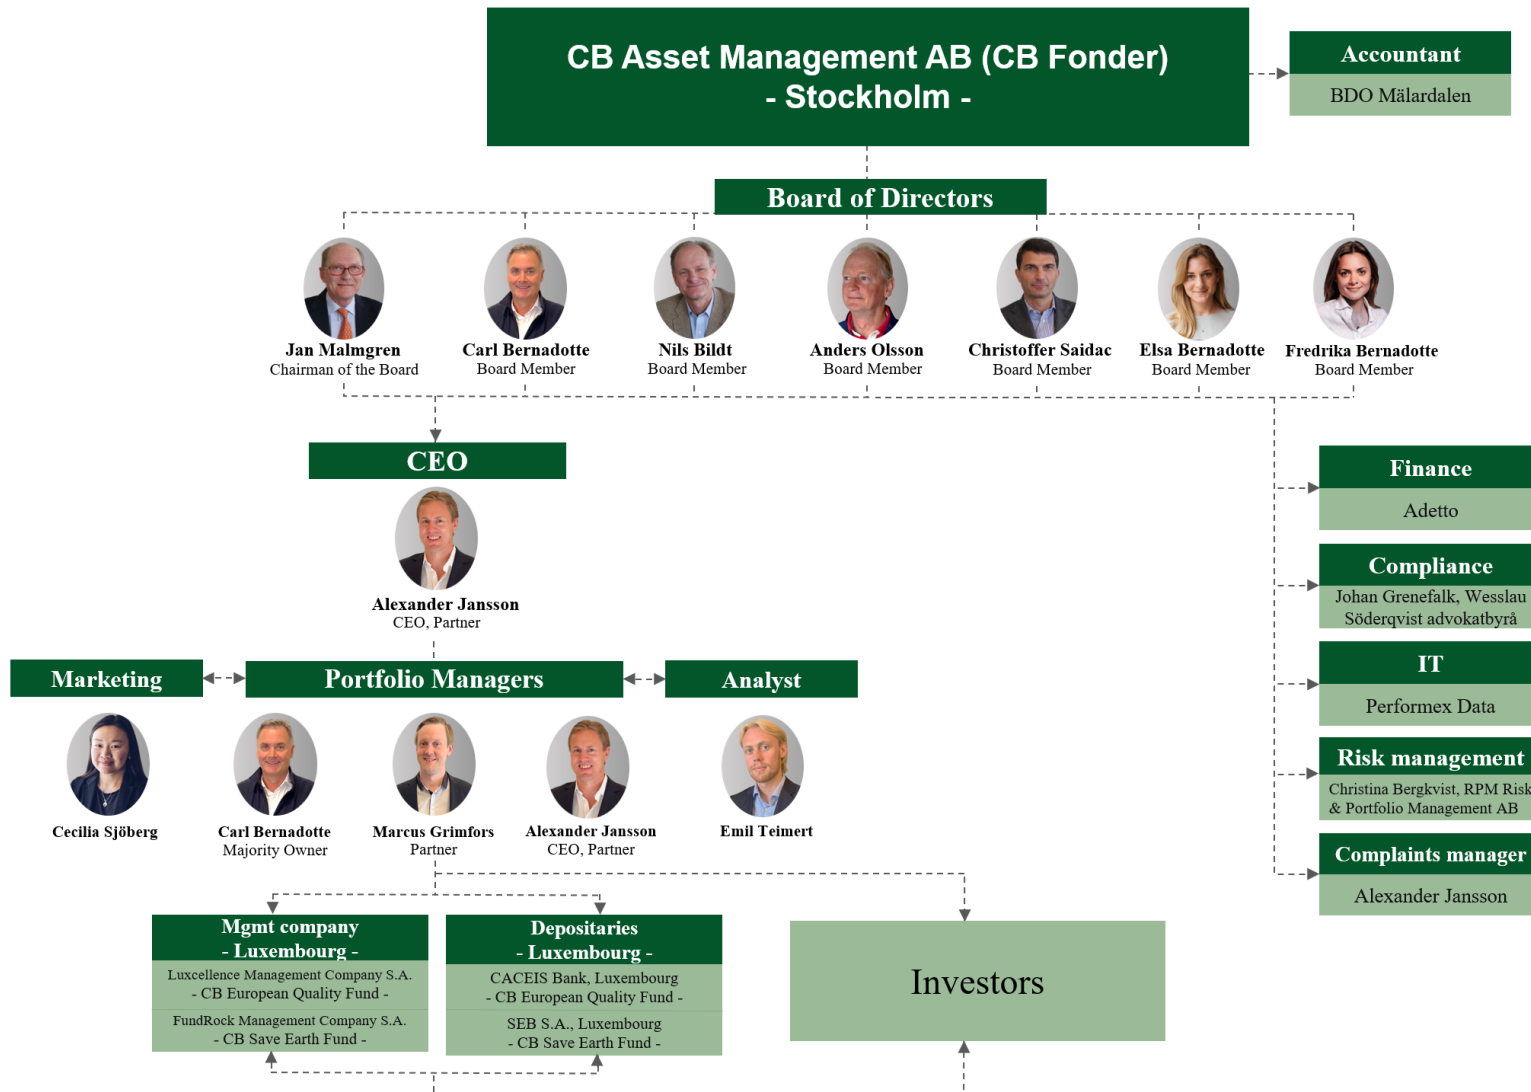 CB Asset Management AB (CB Fonder)
- Stockholm -
Accountant
BDO Mälardalen
Board of Directors
Jan Malmgren
Chairman of the Board
Carl Bernadotte
Board Member
Nils Bildt
Board Member
Anders Olsson
Board Member
Christoffer Saidac
Board Member
Elsa Bernadotte
Board Member
Fredrika Bernadotte
Board Member
CEO
Alexander Jansson
CEO, Partner
Finance
Adetto
Compliance
Johan Grenefalk, Wesslau
Söderqvist advokatbyrå
IT
Performex Data
Risk management
Christina Bergkvist, RPM Risk
& Portfolio Management AB
Complaints manager
Alexander Jansson
Marketing
Portfolio Managers
Analyst
Cecilia Sjöberg
Carl Bernadotte
Majority Owner
Marcus Grimfors
Partner
Alexander Jansson
CEO, Partner
Emil Teimert
Mgmt company
- Luxembourg -
Luxcellence Management Company S.A.
- CB European Quality Fund -
FundRock Management Company S.A.
- CB Save Earth Fund -
Depositaries
- Luxembourg -
CACEIS Bank, Luxembourg
- CB European Quality Fund -
SEB S.A., Luxembourg
- CB Save Earth Fund -
Investors